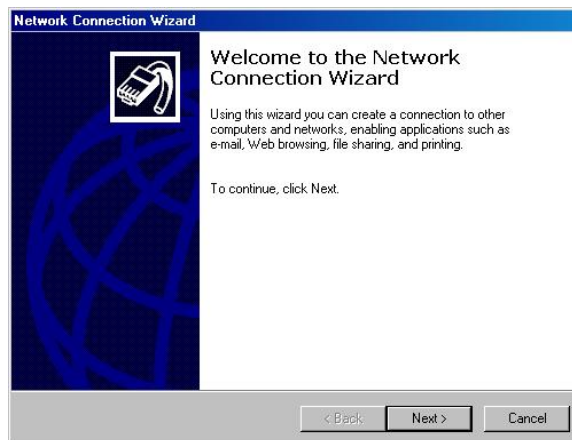 Network Connection Wizard
Welcome to the Network
Connection Wizard
Using this wizard you can create a connection to other
computers and networks, enabling applications such as
e-mail, Web browsing, file sharing, and printing.
To continue, click Next.
< Back
Next >
Cancel